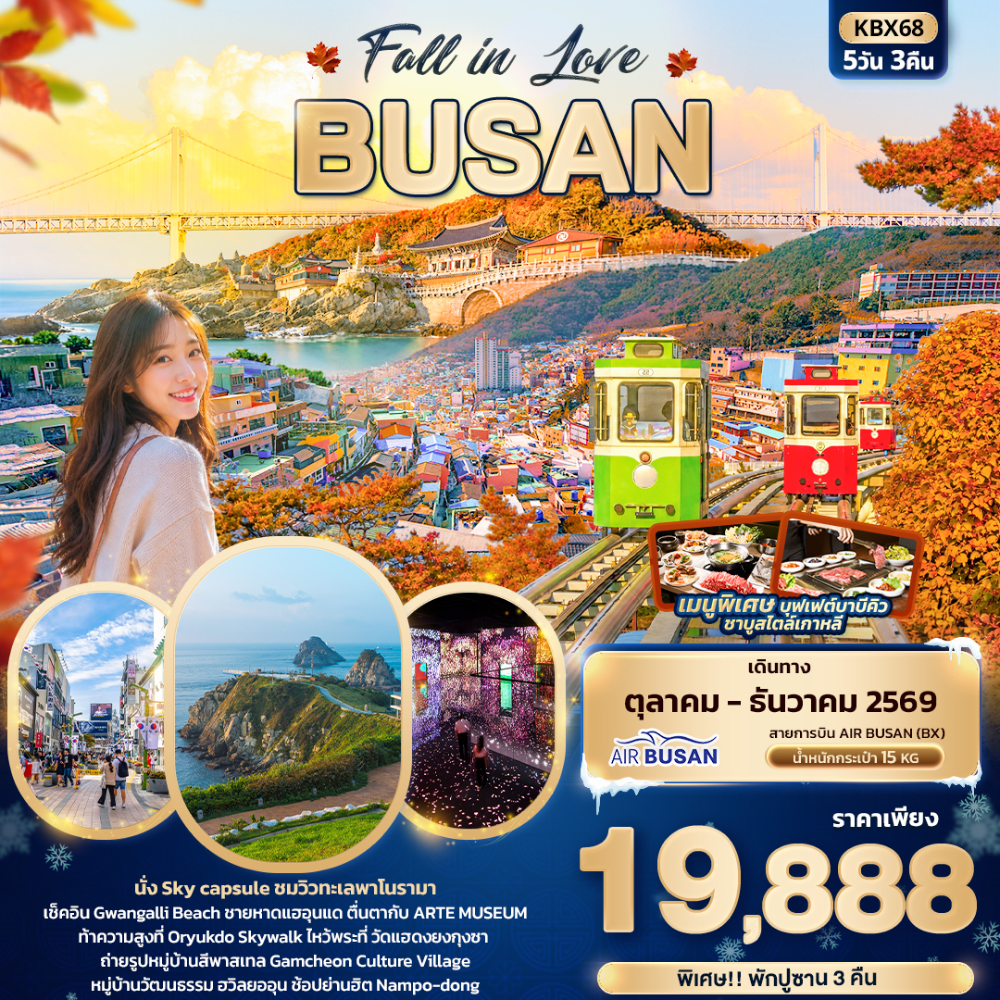 KBX68
5วัน 3คืน
Fall in Love
BUSAN
เมนูพิเศษ บุฟเฟต์บาบีคิว
ชาบูสไตล์เกาหลี
เดินทาง
ตุลาคม - ธันวาคม 2569
สายการบิน AIR BUSAN (BX)
AIR BUSAN
น้ำหนักกระเป๋า 15 KG
ราคาเพียง
19,888
พิเศษ!! พักปูซาน 3 คืน
นั่ง Sky capsule ชมวิวทะเลพาโนรามา
เช็คอิน Gwangalli Beach ชายหาดแฮอุนแด ตื่นตากับ ARTE MUSEUM
ท้าความสูงที่ Oryukdo Skywalk ไหว้พระที่ วัดแฮดงยงกุงซา
ถ่ายรูปหมู่บ้านสีพาสเทล Gamcheon Culture Village
หมู่บ้านวัฒนธรรม ฮวิลยออุน ช้อปย่านฮิต Nampo-dong